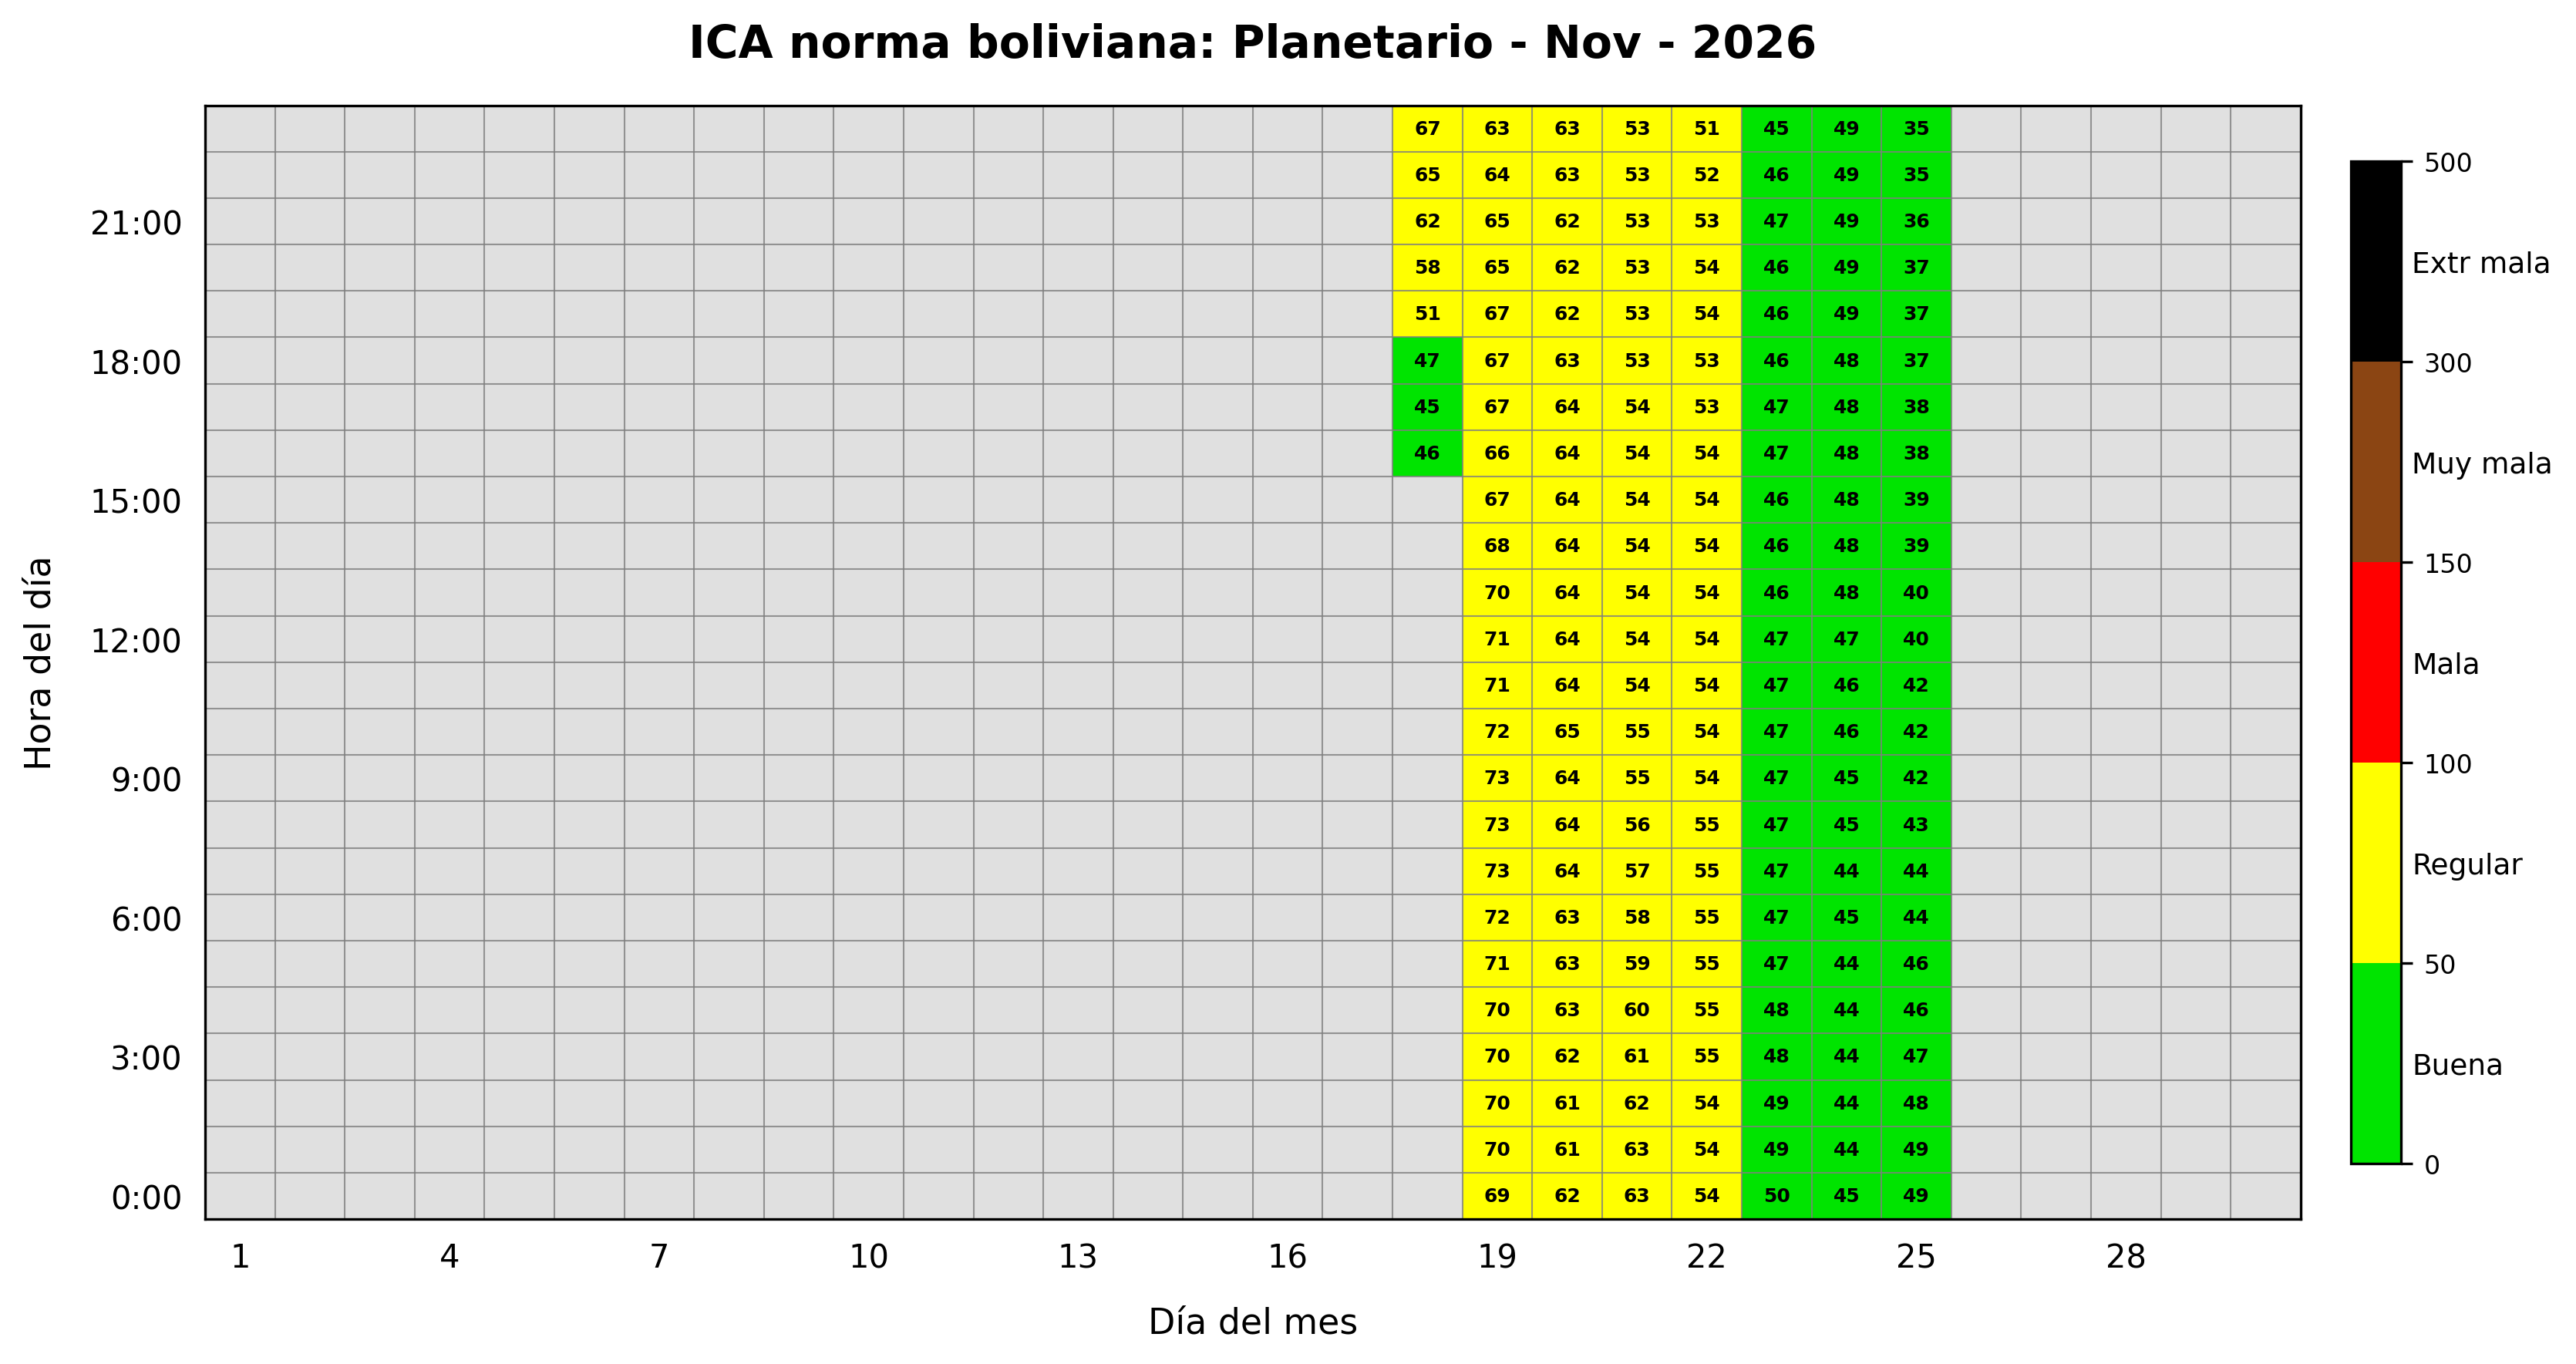 ICA norma boliviana: Planetario - Nov - 2026
67 63 63 53 51 45 49 35
65 64 63 53 52 46 49 35
21:00 62 65 62 53 53 47 49 36
58 65 62 53 54 46 49 37
51 67 62 53 54 46 49 37
18:00 47 67 63 53 53 46 48 37
45 67 64 54 53 47 48 38
46 66 64 54 54 47 48 38
15:00 67 64 54 54 46 48 39
68 64 54 54 46 48 39
70 64 54 54 46 48 40
12:00 71 64 54 54 47 47 40
71 64 54 54 47 46 42
72 65 55 54 47 46 42
9:00 73 64 55 54 47 45 42
73 64 56 55 47 45 43
73 64 57 55 47 44 44
6:00 72 63 58 55 47 45 44
71 63 59 55 47 44 46
70 63 60 55 48 44 46
3:00 70 62 61 55 48 44 47
70 61 62 54 49 44 48
70 61 63 54 49 44 49
0:00 69 62 63 54 50 45 49
1 4 7 10 13 16 19 22 25 28
Día del mes
Hora del día
500
Extr mala
300
Muy mala
150
Mala
100
Regular
50
Buena
0